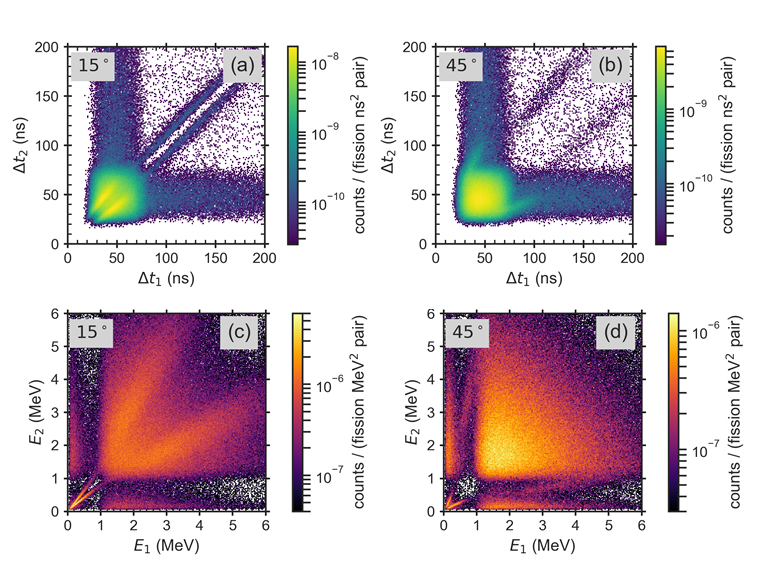 200
150
100
50
0
Δt₂ (ns)
15°
(a)
0 50 100 150 200
Δt₁ (ns)
10⁻⁸
10⁻⁹
10⁻¹⁰
counts / (fission ns² pair)
200
150
100
50
0
Δt₂ (ns)
45°
(b)
0 50 100 150 200
Δt₁ (ns)
10⁻⁹
10⁻¹⁰
counts / (fission ns² pair)
6
5
4
3
2
1
0
E₂ (MeV)
15°
(c)
0 1 2 3 4 5 6
E₁ (MeV)
10⁻⁶
10⁻⁷
counts / (fission MeV² pair)
6
5
4
3
2
1
0
E₂ (MeV)
45°
(d)
0 1 2 3 4 5 6
E₁ (MeV)
10⁻⁶
10⁻⁷
counts / (fission MeV² pair)